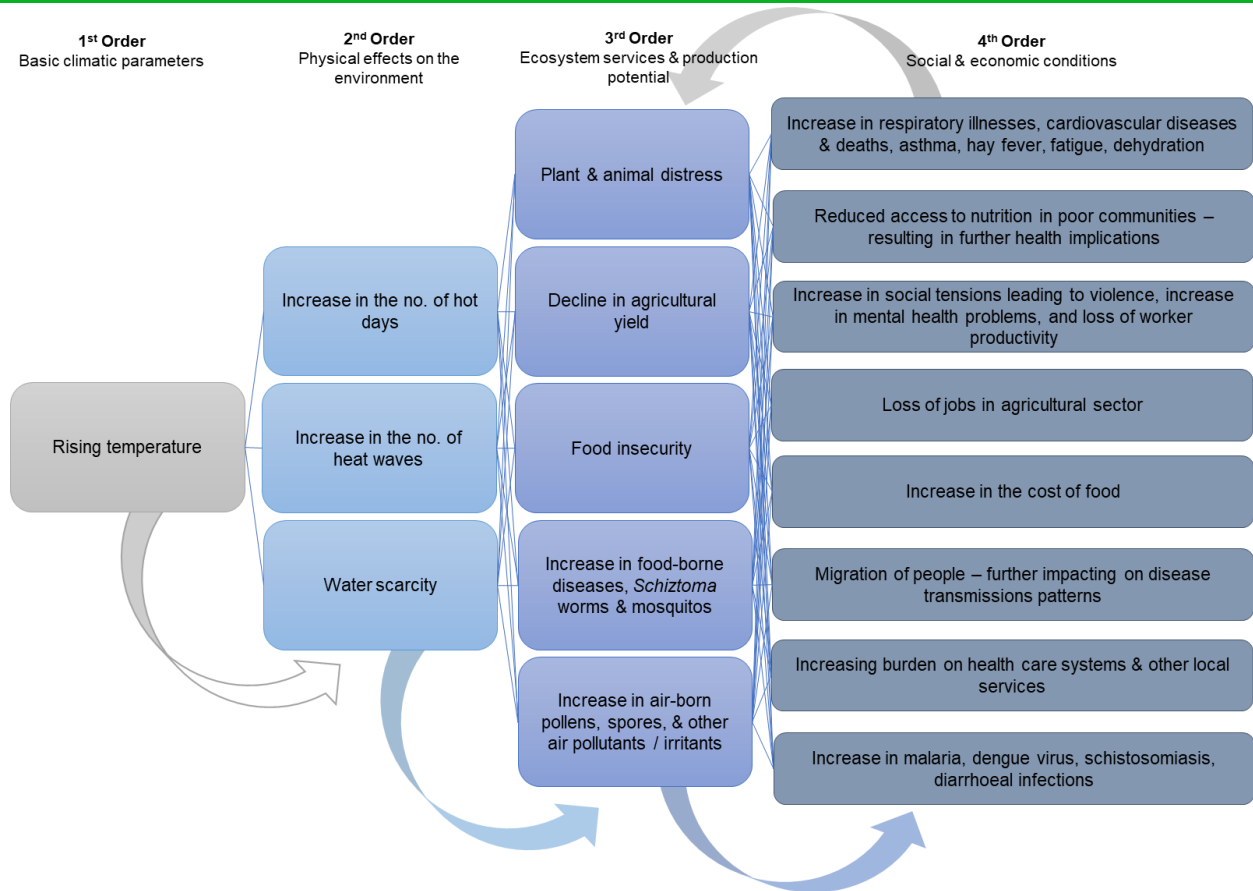 1st Order
Basic climatic parameters
2nd Order
Physical effects on the
environment
3rd Order
Ecosystem services & production
potential
4th Order
Social & economic conditions
Rising temperature
Increase in the no. of hot
days
Increase in the no. of
heat waves
Water scarcity
Plant & animal distress
Decline in agricultural
yield
Food insecurity
Increase in food-borne
diseases, Schiztoma
worms & mosquitos
Increase in air-born
pollens, spores, & other
air pollutants / irritants
Increase in respiratory illnesses, cardiovascular diseases
& deaths, asthma, hay fever, fatigue, dehydration
Reduced access to nutrition in poor communities –
resulting in further health implications
Increase in social tensions leading to violence, increase
in mental health problems, and loss of worker
productivity
Loss of jobs in agricultural sector
Increase in the cost of food
Migration of people – further impacting on disease
transmissions patterns
Increasing burden on health care systems & other local
services
Increase in malaria, dengue virus, schistosomiasis,
diarrhoeal infections